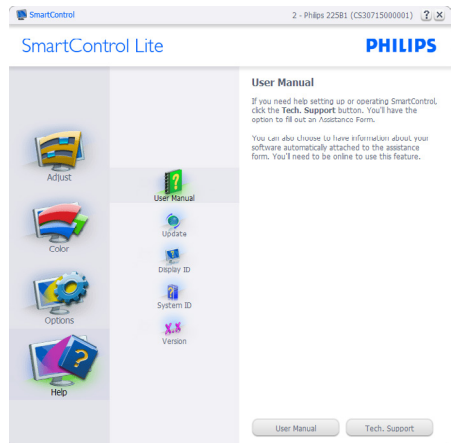 SmartControl
2 - Philips 225B1 (CS30715000001) ? X
SmartControl Lite
PHILIPS
Adjust
Color
Options
Help
User Manual
Update
Display ID
System ID
X.X
Version
User Manual
If you need help setting up or operating SmartControl,
click the Tech. Support button. You'll have the
option to fill out an Assistance Form.
You can also choose to have information about your
software automatically attached to the assistance
form. You'll need to be online to use this feature.
User Manual
Tech. Support